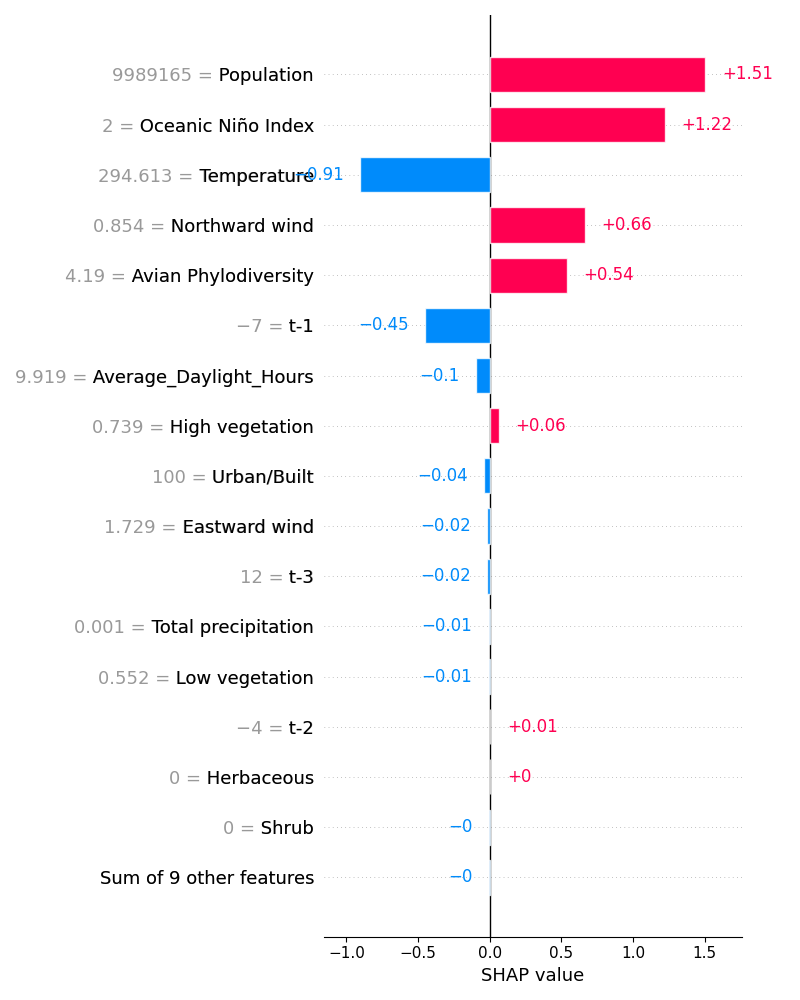 9989165 = Population +1.51
2 = Oceanic Niño Index +1.22
294.613 = Temperature −0.91
0.854 = Northward wind +0.66
4.19 = Avian Phylodiversity +0.54
−7 = t-1 −0.45
9.919 = Average_Daylight_Hours −0.1
0.739 = High vegetation +0.06
100 = Urban/Built −0.04
1.729 = Eastward wind −0.02
12 = t-3 −0.02
0.001 = Total precipitation −0.01
0.552 = Low vegetation −0.01
−4 = t-2 +0.01
0 = Herbaceous +0
0 = Shrub −0
Sum of 9 other features −0
−1.0 −0.5 0.0 0.5 1.0 1.5
SHAP value